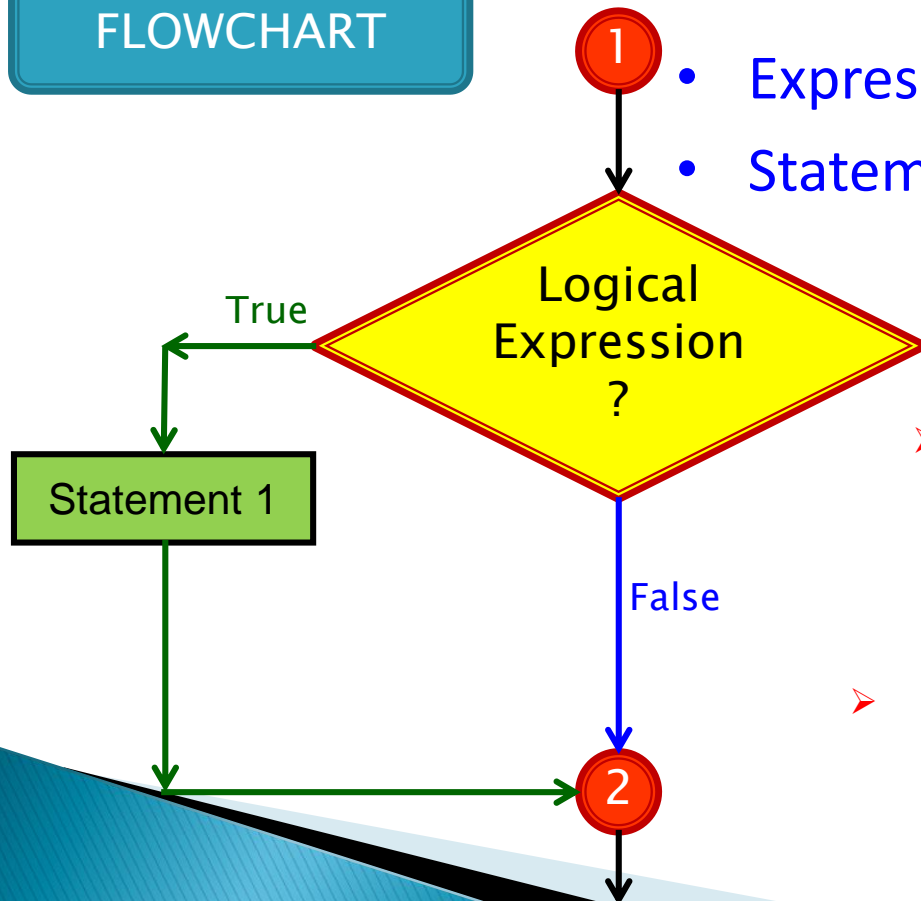 FLOWCHART
1
• Expres
• Statem
Logical
Expression
?
True
Statement 1
False
➢
➢
2